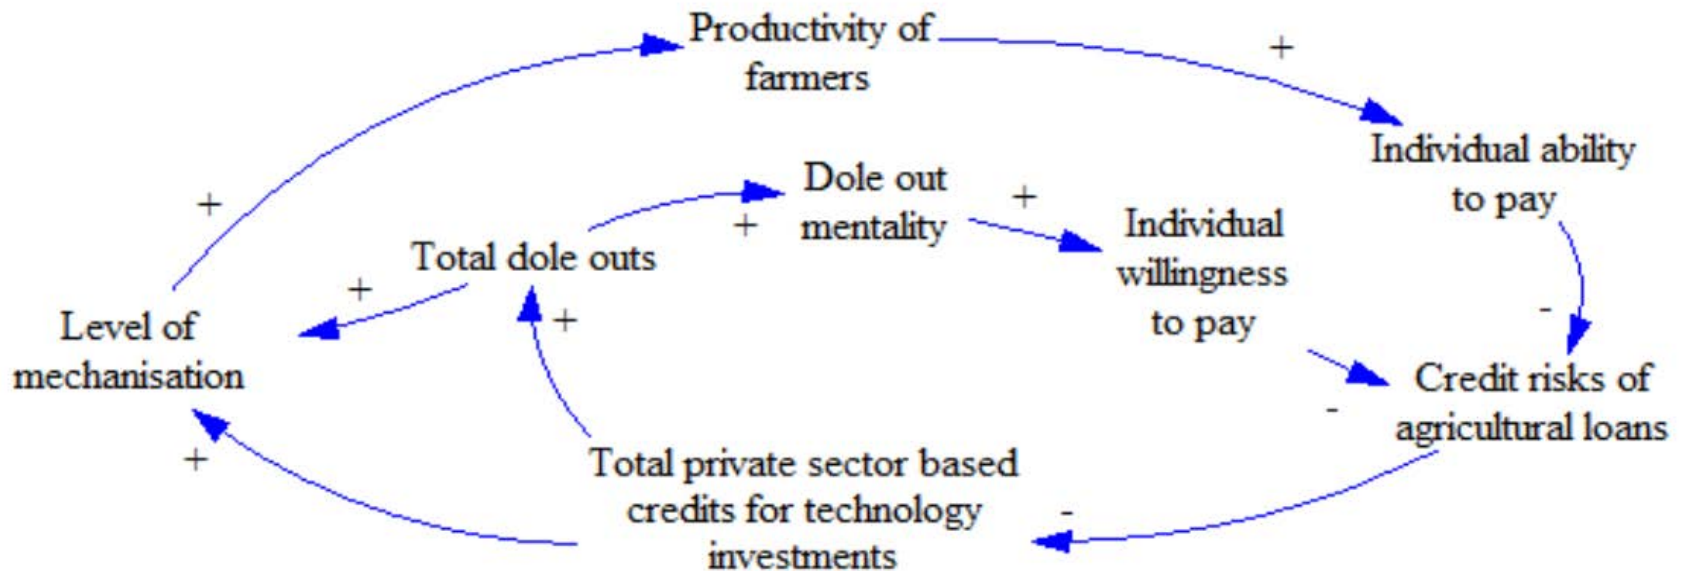 Productivity of
farmers
+
Individual ability
to pay
Dole out
mentality
+
+
+
Individual
willingness
to pay
Total dole outs
+
+
-
Level of
mechanisation
Credit risks of
agricultural loans
-
+
Total private sector based
credits for technology
investments
-